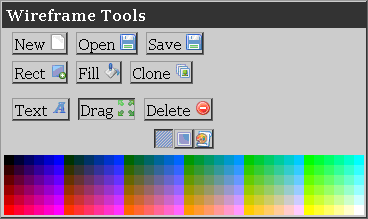 Wireframe Tools
New Open Save
Rect Fill Clone
Text Drag Delete